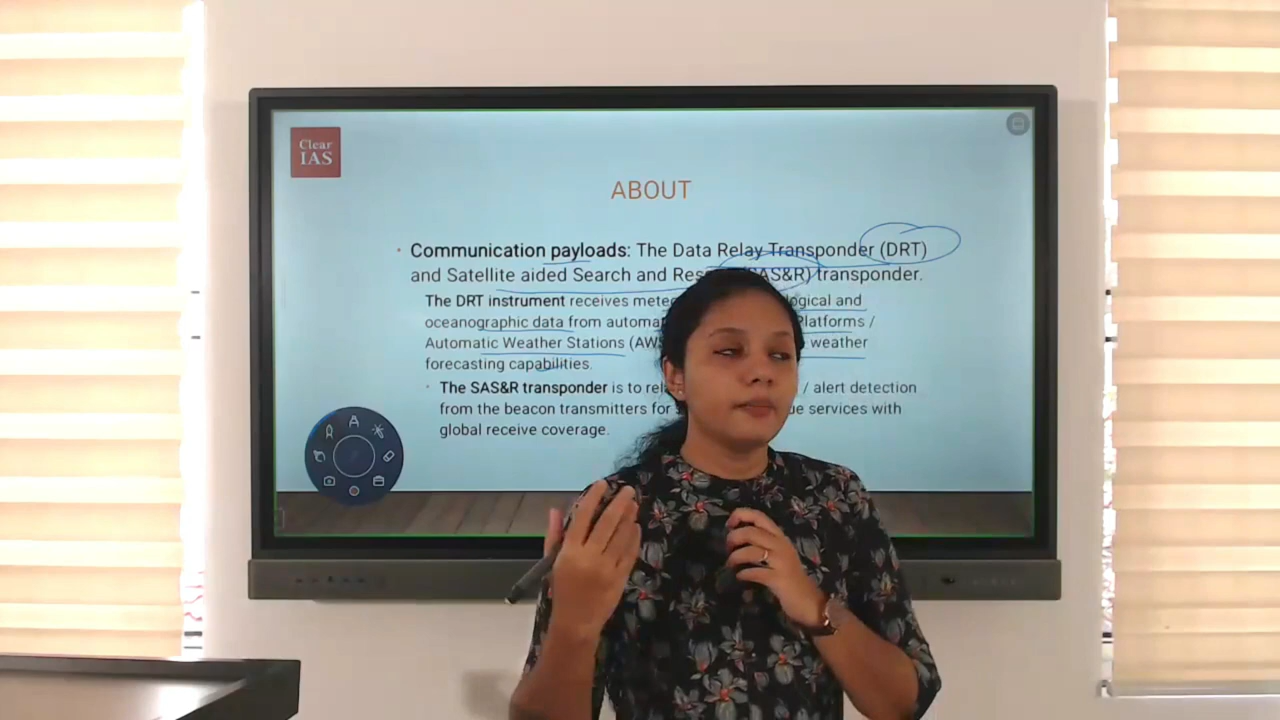 Clear
IAS
ABOUT
• Communication payloads: The Data Relay Transponder (DRT)
and Satellite aided Search and Res AS&R) transponder.
The DRT instrument receives mete logical and
oceanographic data from automa Platforms /
Automatic Weather Stations (AW weather
forecasting capabilities.
• The SAS&R transponder is to rel / alert detection
from the beacon transmitters for s ue services with
global receive coverage.